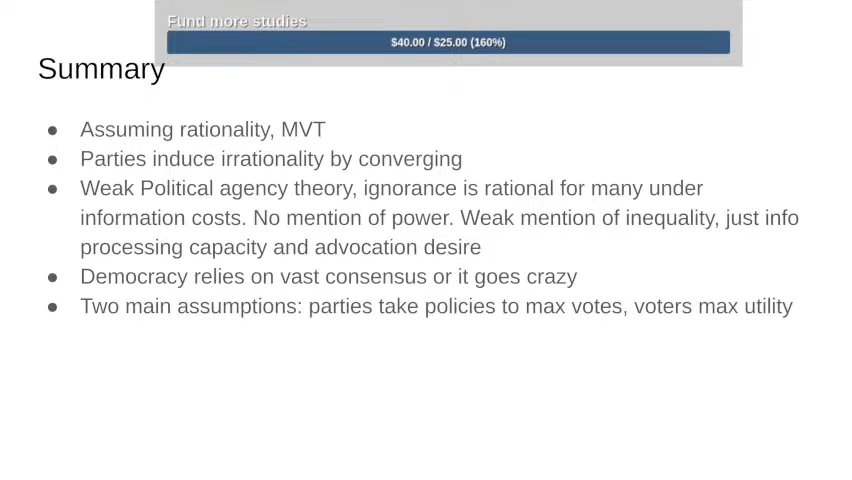 Fund more studies
$40.00 / $25.00 (160%)
Summary
● Assuming rationality, MVT
● Parties induce irrationality by converging
● Weak Political agency theory, ignorance is rational for many under
information costs. No mention of power. Weak mention of inequality, just info
processing capacity and advocation desire
● Democracy relies on vast consensus or it goes crazy
● Two main assumptions: parties take policies to max votes, voters max utility